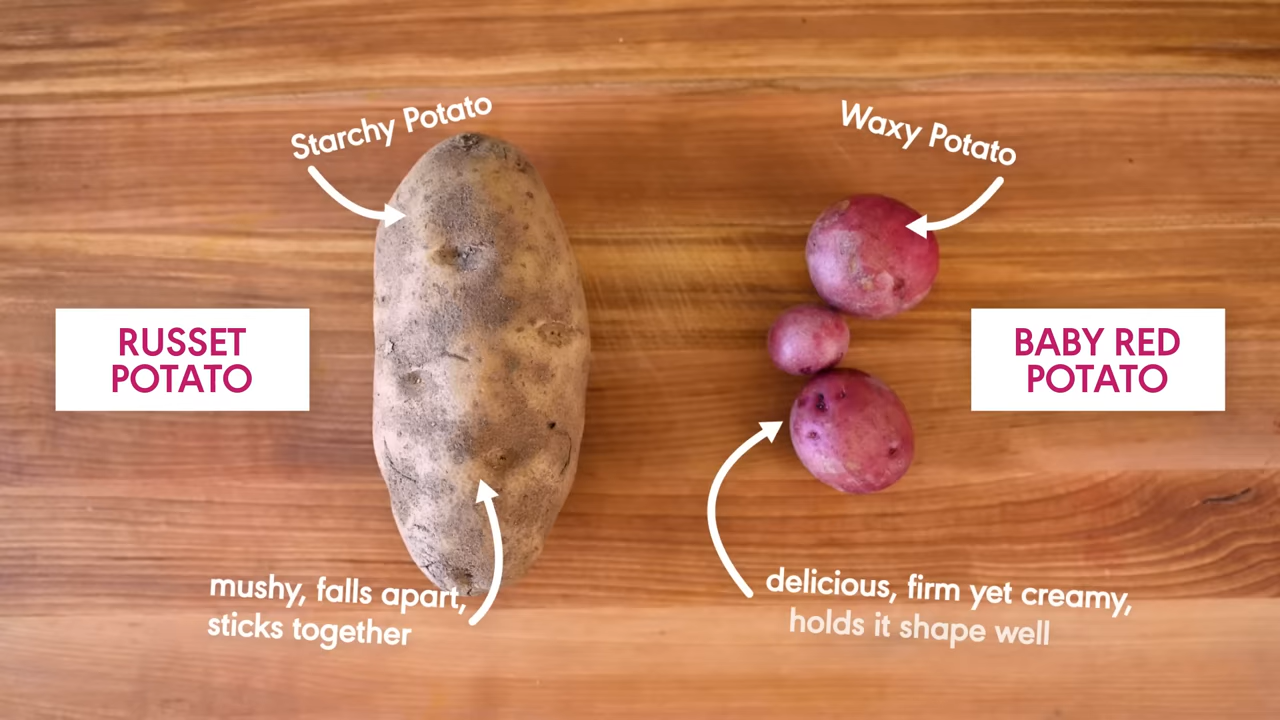 Starchy Potato
Waxy Potato
RUSSET
POTATO
BABY RED
POTATO
mushy, falls apart,
sticks together
delicious, firm yet creamy,
holds it shape well